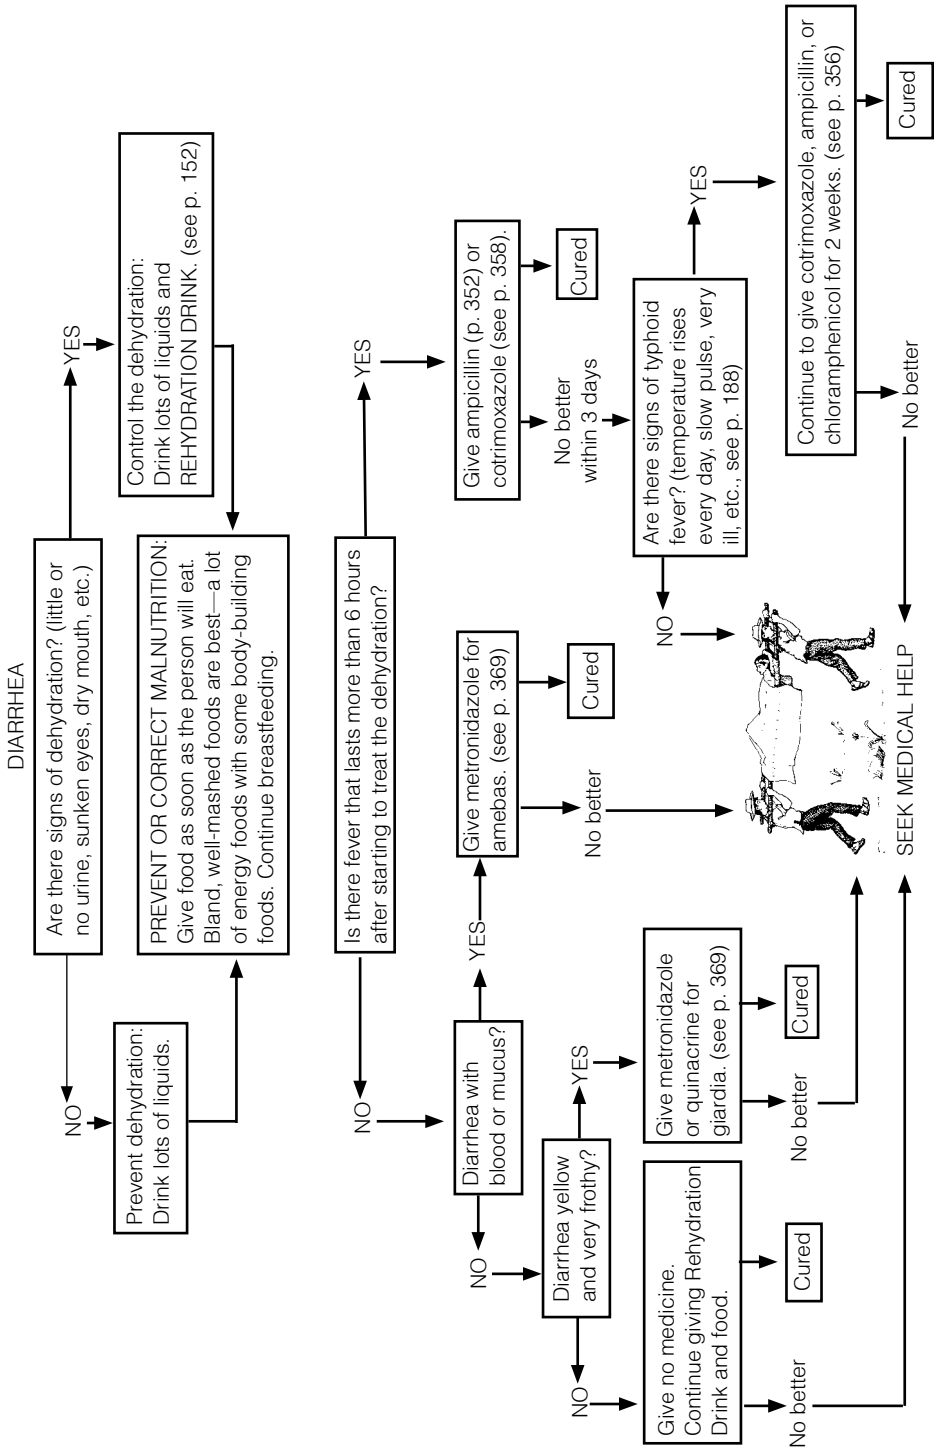 DIARRHEA
Are there signs of dehydration? (little or
no urine, sunken eyes, dry mouth, etc.)
NO
YES
Prevent dehydration:
Drink lots of liquids.
Control the dehydration:
Drink lots of liquids and
REHYDRATION DRINK. (see p. 152)
PREVENT OR CORRECT MALNUTRITION:
Give food as soon as the person will eat.
Bland, well-mashed foods are best—a lot
of energy foods with some body-building
foods. Continue breastfeeding.
Is there fever that lasts more than 6 hours
after starting to treat the dehydration?
NO
YES
Diarrhea with
blood or mucus?
YES
Give metronidazole for
amebas. (see p. 369)
Give ampicillin (p. 352) or
cotrimoxazole (see p. 358).
NO
Diarrhea yellow
and very frothy?
YES
No better
Cured
No better
within 3 days
Cured
NO
Give no medicine.
Continue giving Rehydration
Drink and food.
Give metronidazole
or quinacrine for
giardia. (see p. 369)
NO
Are there signs of typhoid
fever? (temperature rises
every day, slow pulse, very
ill, etc., see p. 188)
YES
No better
Cured
No better
Cured
Continue to give cotrimoxazole, ampicillin, or
chloramphenicol for 2 weeks. (see p. 356)
SEEK MEDICAL HELP
No better
Cured